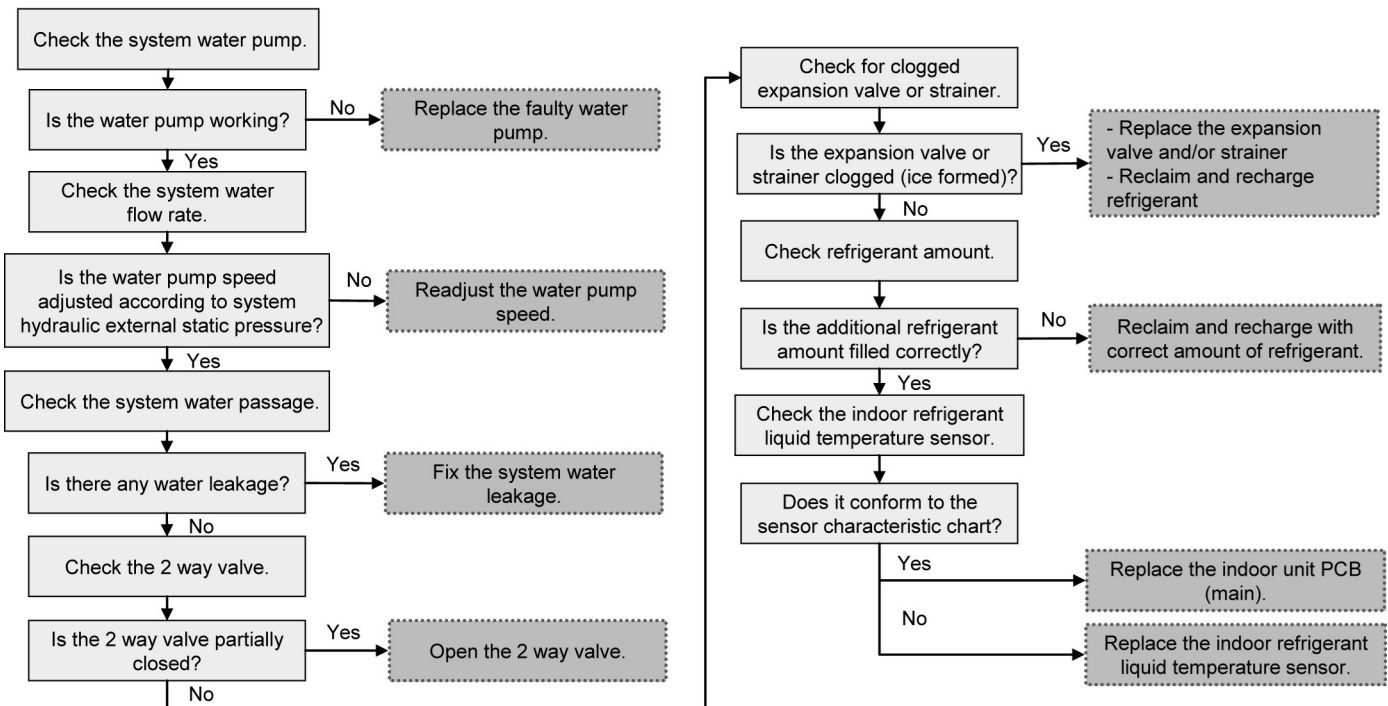 Check the system water pump.
Is the water pump working?
No
Replace the faulty water
pump.
Yes
Check the system water
flow rate.
Is the water pump speed
adjusted according to system
hydraulic external static pressure?
No
Readjust the water pump
speed.
Yes
Check the system water passage.
Is there any water leakage?
Yes
Fix the system water
leakage.
No
Check the 2 way valve.
Is the 2 way valve partially
closed?
Yes
Open the 2 way valve.
No
Check for clogged
expansion valve or strainer.
Is the expansion valve or
strainer clogged (ice formed)?
Yes
- Replace the expansion
valve and/or strainer
- Reclaim and recharge
refrigerant
No
Check refrigerant amount.
Is the additional refrigerant
amount filled correctly?
No
Reclaim and recharge with
correct amount of refrigerant.
Yes
Check the indoor refrigerant
liquid temperature sensor.
Does it conform to the
sensor characteristic chart?
Yes
Replace the indoor unit PCB
(main).
No
Replace the indoor refrigerant
liquid temperature sensor.